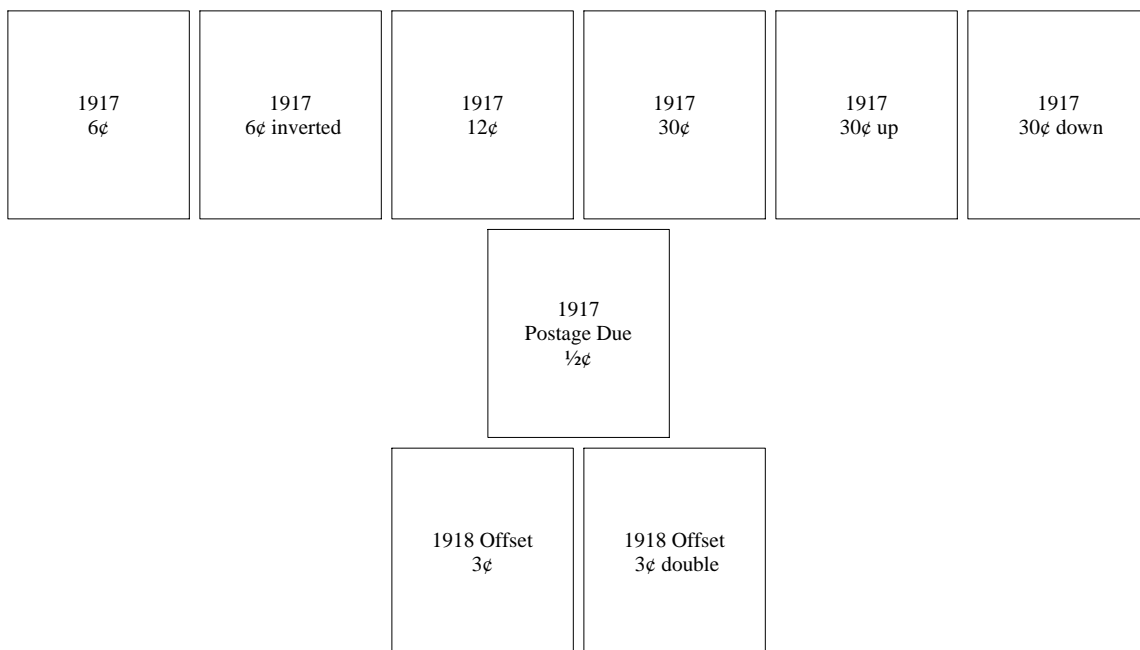 1917
6¢
1917
6¢ inverted
1917
12¢
1917
30¢
1917
30¢ up
1917
30¢ down
1917
Postage Due
½¢
1918 Offset
3¢
1918 Offset
3¢ double